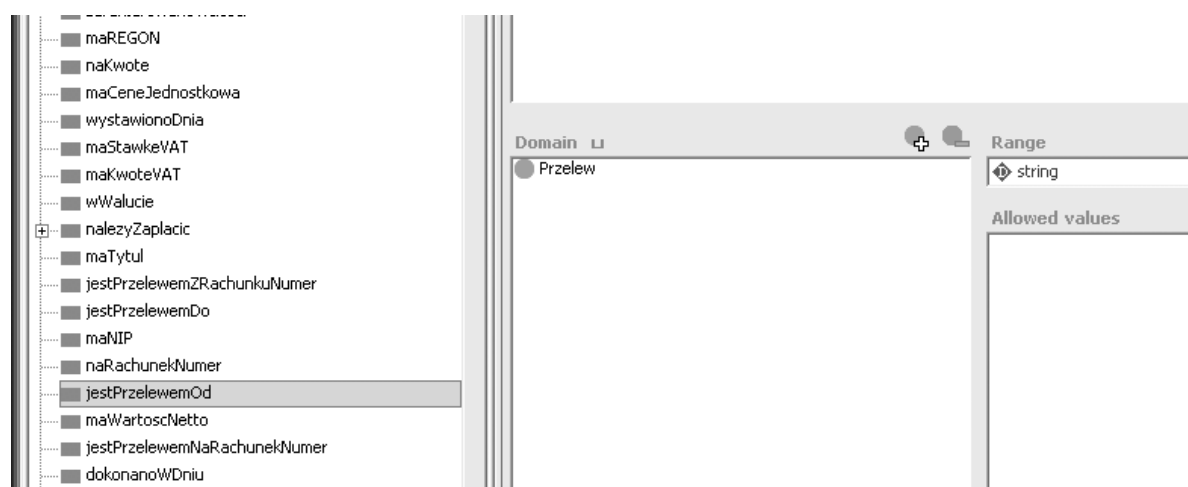 maREGON
naKwote
maCeneJednostkowa
wystawionoDnia
maStawkeVAT
maKwoteVAT
wWalucie
nalezyZaplacic
maTytul
jestPrzelewemZRachunkuNumer
jestPrzelewemDo
maNIP
naRachunekNumer
jestPrzelewemOd
maWartoscNetto
jestPrzelewemNaRachunekNumer
dokonanoWDniu
Domain ⊔
Przelew
Range
D string
Allowed values